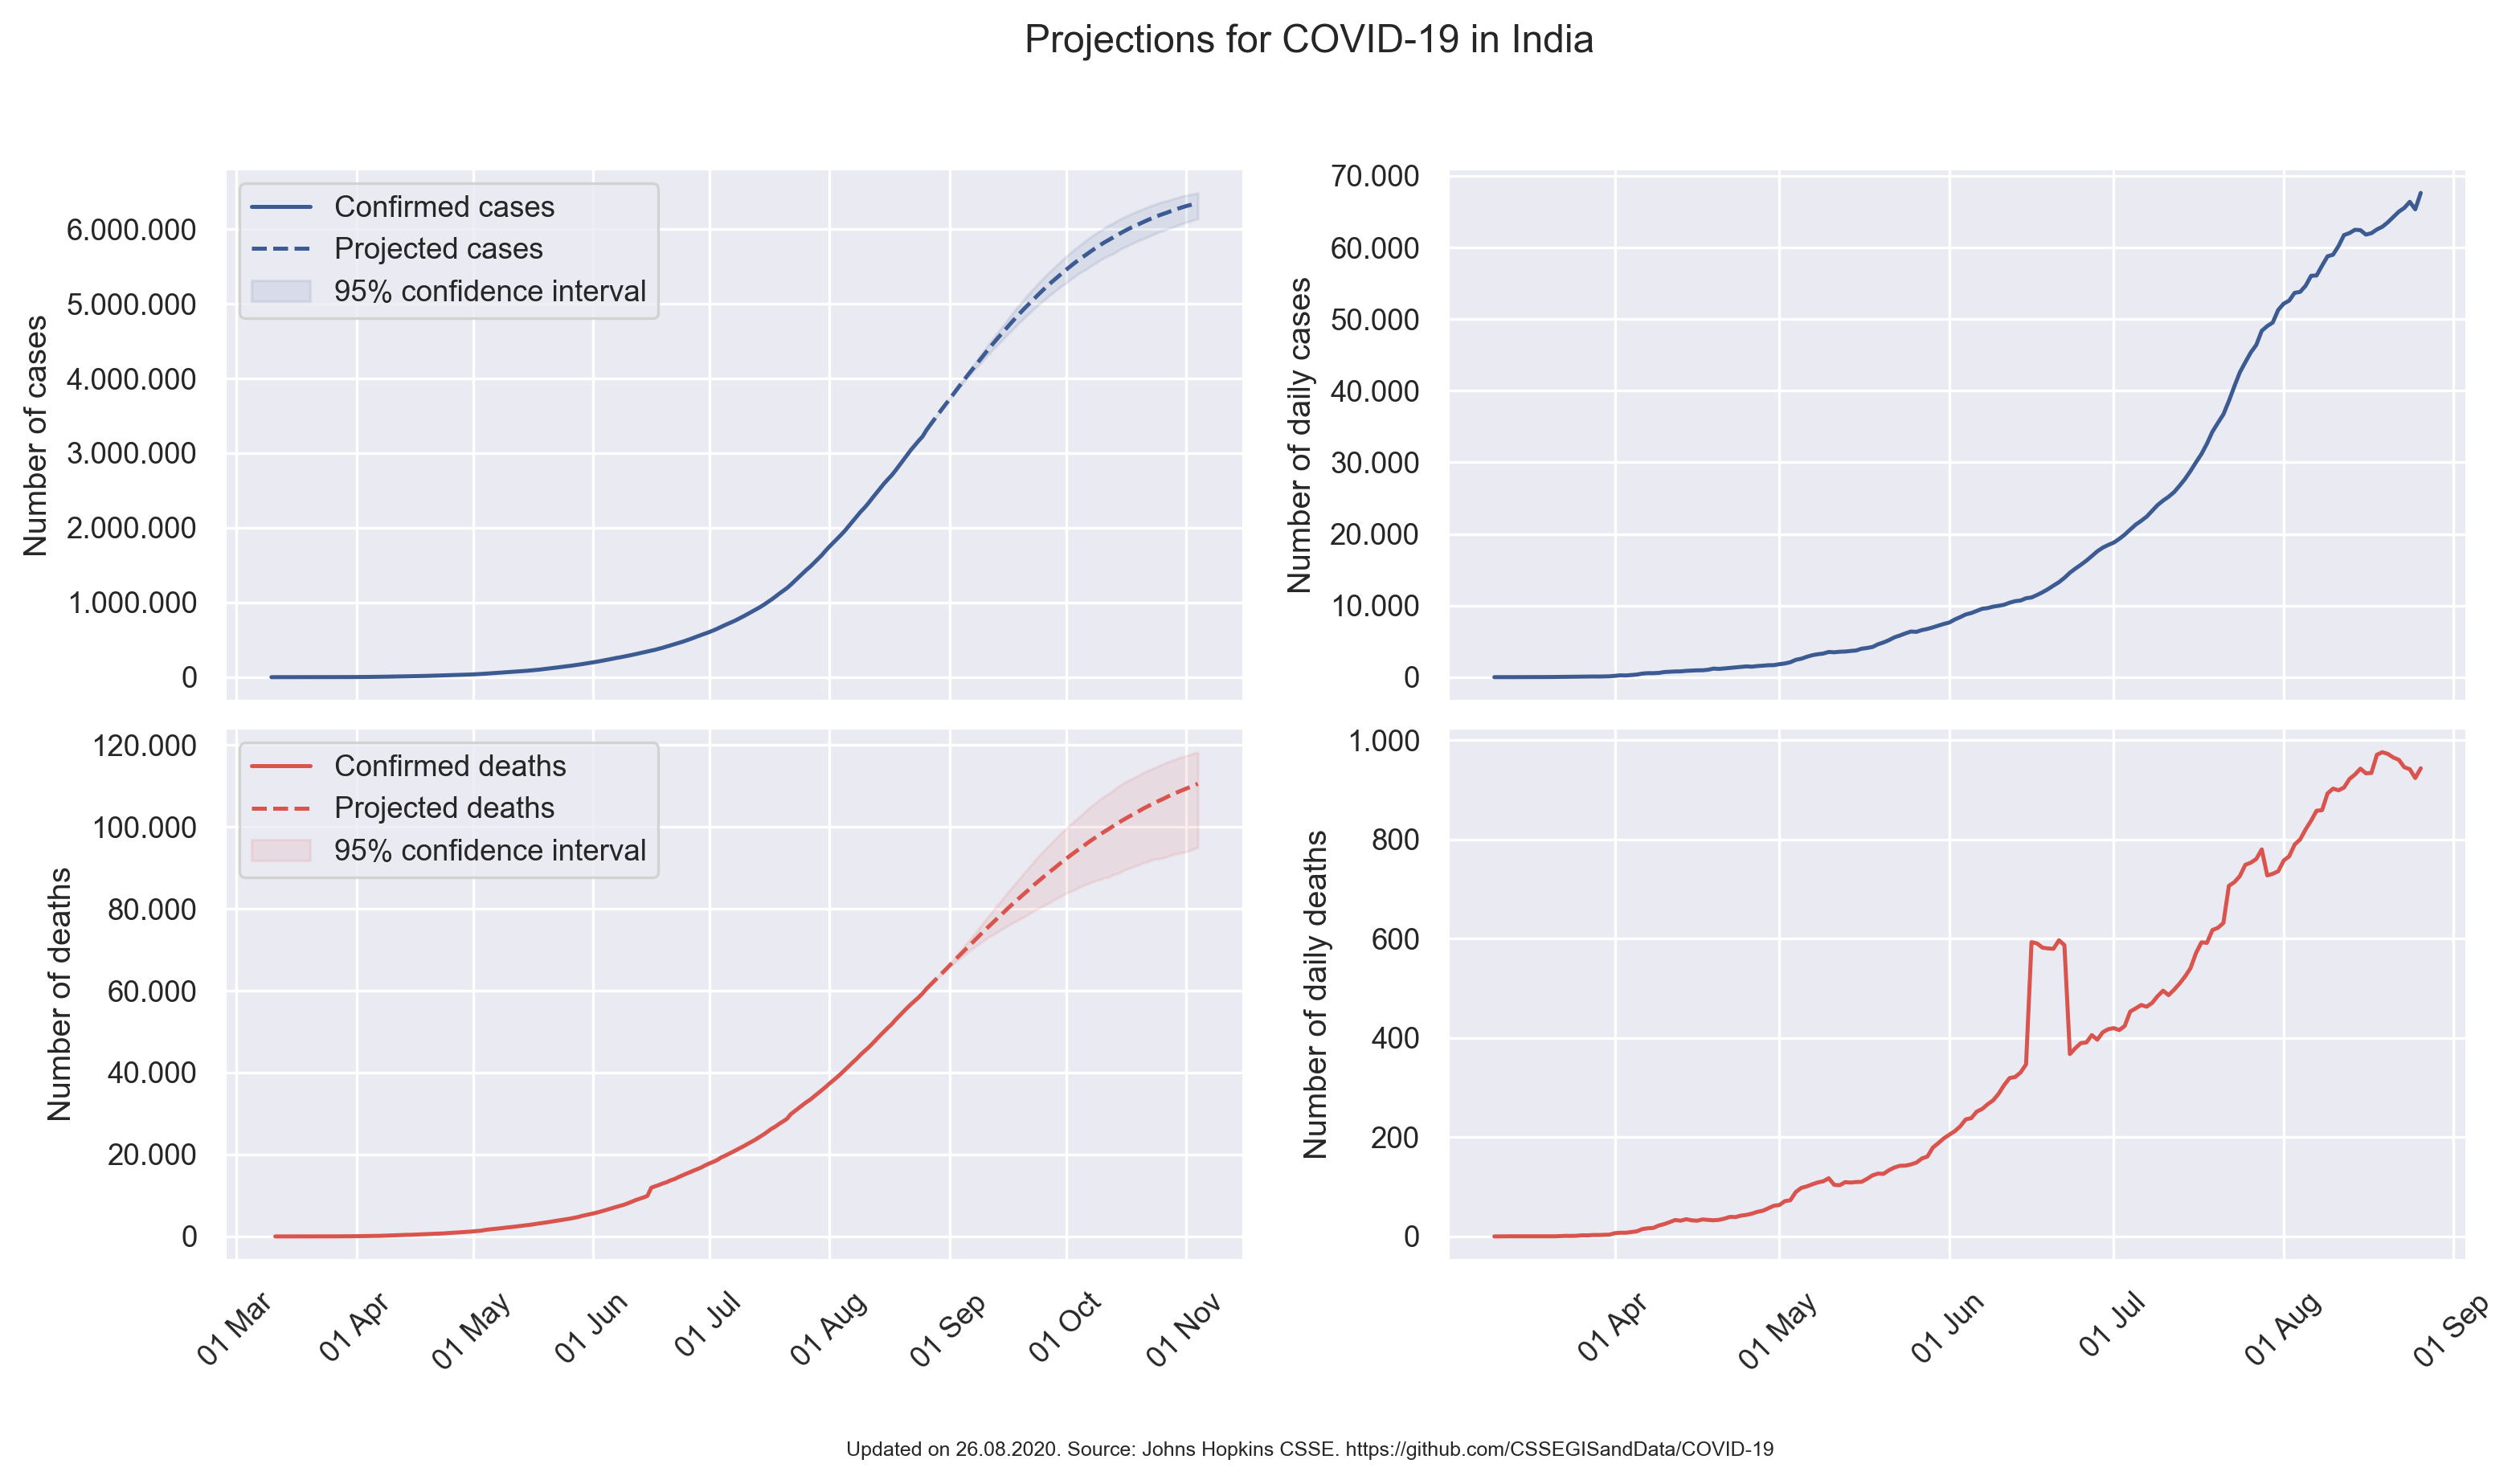 Projections for COVID-19 in India
Number of cases
6.000.000
5.000.000
4.000.000
3.000.000
2.000.000
1.000.000
0
Confirmed cases
Projected cases
95% confidence interval
Number of daily cases
70.000
60.000
50.000
40.000
30.000
20.000
10.000
0
Number of deaths
120.000
100.000
80.000
60.000
40.000
20.000
0
Confirmed deaths
Projected deaths
95% confidence interval
01 Mar
01 Apr
01 May
01 Jun
01 Jul
01 Aug
01 Sep
01 Oct
01 Nov
Number of daily deaths
1.000
800
600
400
200
0
01 Apr
01 May
01 Jun
01 Jul
01 Aug
01 Sep
Updated on 26.08.2020. Source: Johns Hopkins CSSE. https://github.com/CSSEGISandData/COVID-19